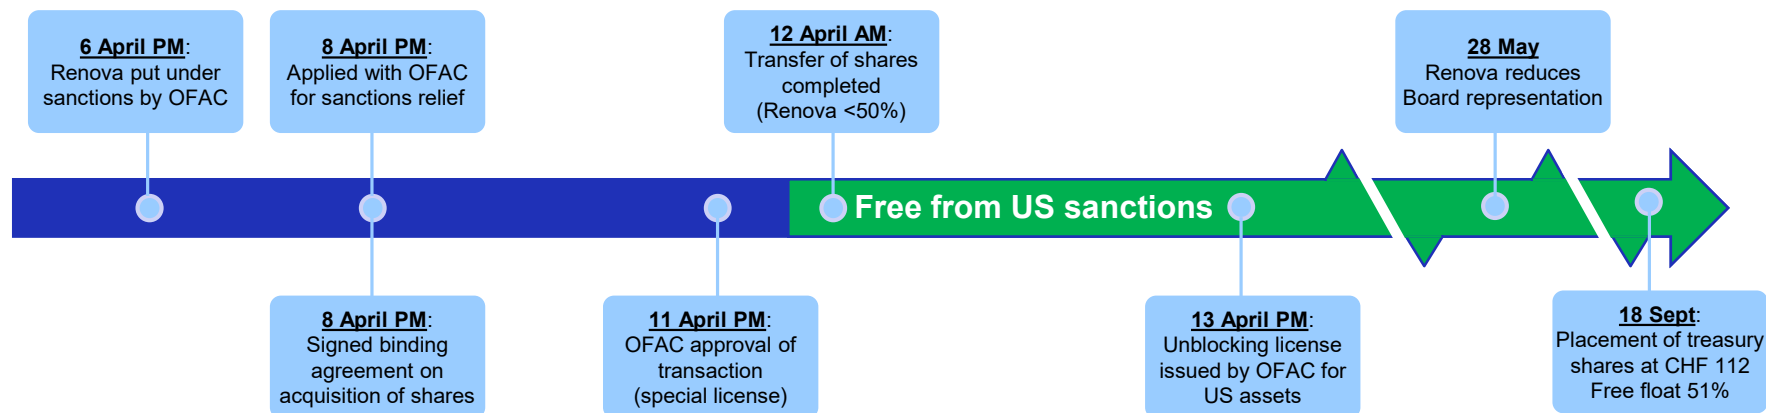 6 April PM:
Renova put under
sanctions by OFAC
8 April PM:
Applied with OFAC
for sanctions relief
12 April AM:
Transfer of shares
completed
(Renova <50%)
28 May
Renova reduces
Board representation
Free from US sanctions
8 April PM:
Signed binding
agreement on
acquisition of shares
11 April PM:
OFAC approval of
transaction
(special license)
13 April PM:
Unblocking license
issued by OFAC for
US assets
18 Sept:
Placement of treasury
shares at CHF 112
Free float 51%